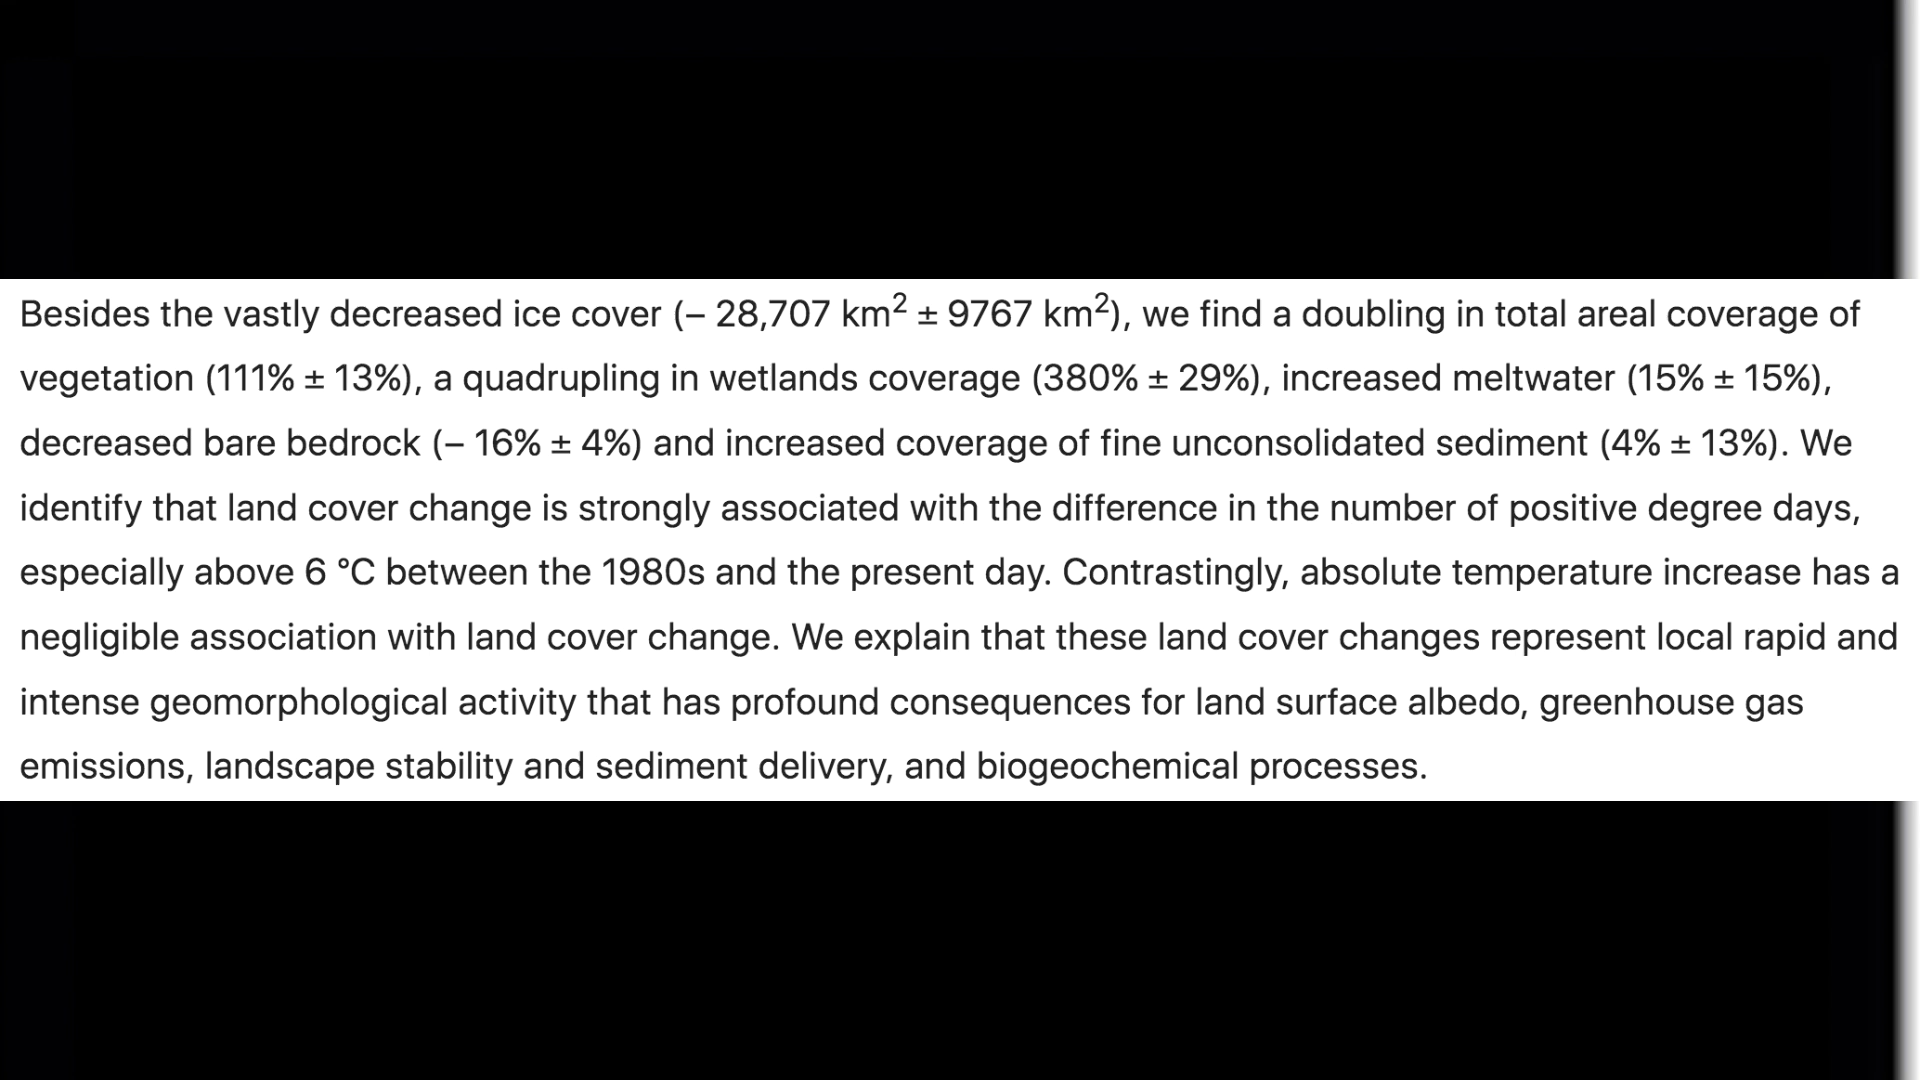 Besides the vastly decreased ice cover (– 28,707 km² ± 9767 km²), we find a doubling in total areal coverage of
vegetation (111% ± 13%), a quadrupling in wetlands coverage (380% ± 29%), increased meltwater (15% ± 15%),
decreased bare bedrock (– 16% ± 4%) and increased coverage of fine unconsolidated sediment (4% ± 13%). We
identify that land cover change is strongly associated with the difference in the number of positive degree days,
especially above 6 °C between the 1980s and the present day. Contrastingly, absolute temperature increase has a
negligible association with land cover change. We explain that these land cover changes represent local rapid and
intense geomorphological activity that has profound consequences for land surface albedo, greenhouse gas
emissions, landscape stability and sediment delivery, and biogeochemical processes.